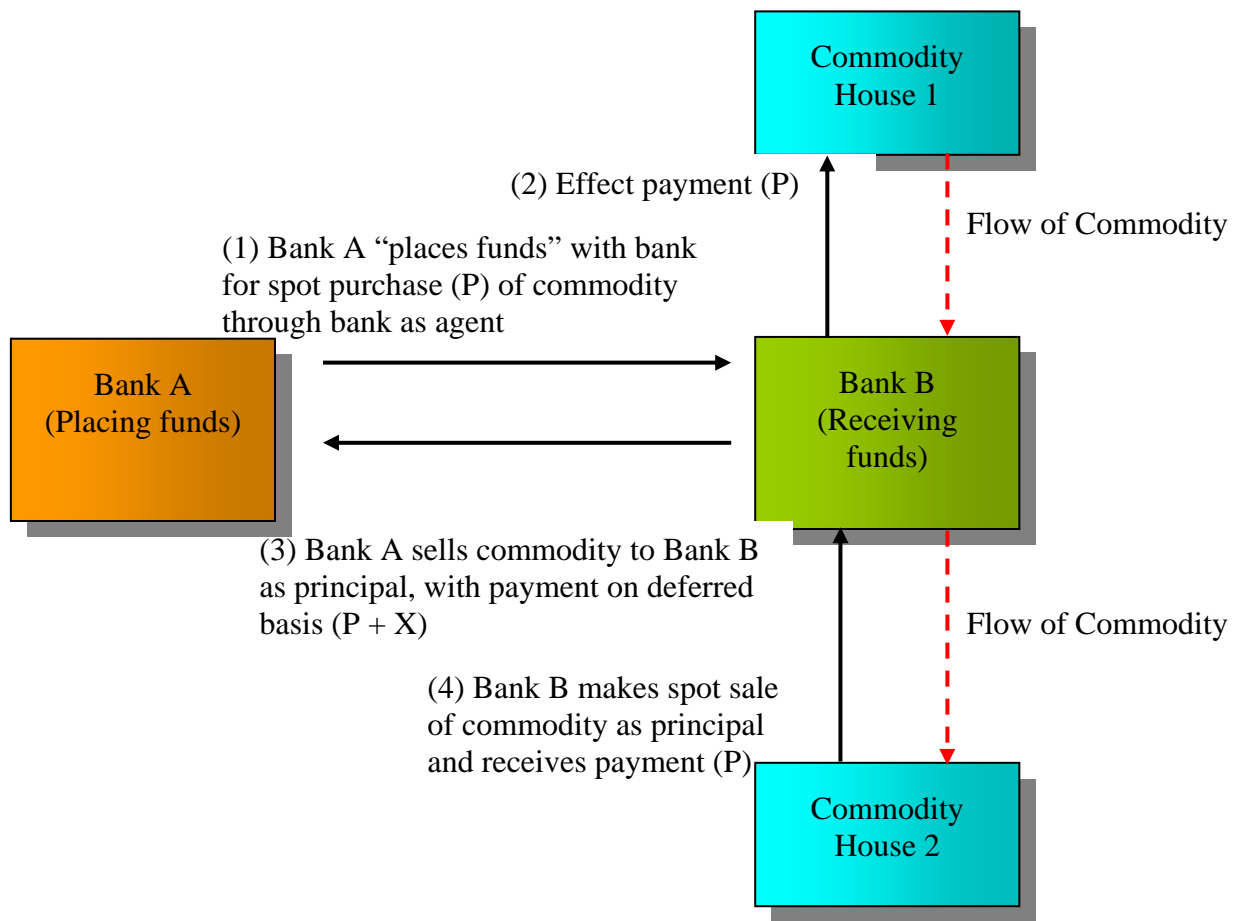 Commodity
House 1
(2) Effect payment (P)
Flow of Commodity
(1) Bank A “places funds” with bank
for spot purchase (P) of commodity
through bank as agent
Bank A
(Placing funds)
Bank B
(Receiving
funds)
(3) Bank A sells commodity to Bank B
as principal, with payment on deferred
basis (P + X)
Flow of Commodity
(4) Bank B makes spot sale
of commodity as principal
and receives payment (P)
Commodity
House 2